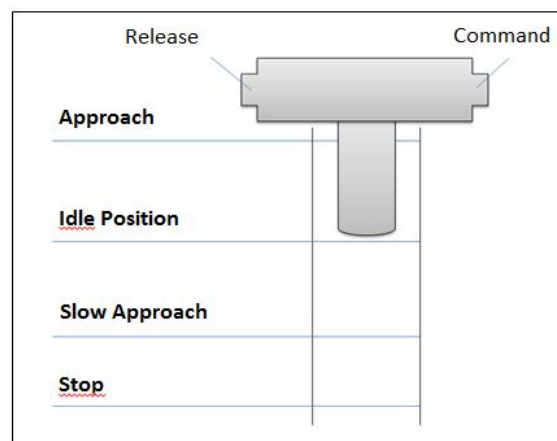 Release
Command
Approach
Idle Position
Slow Approach
Stop